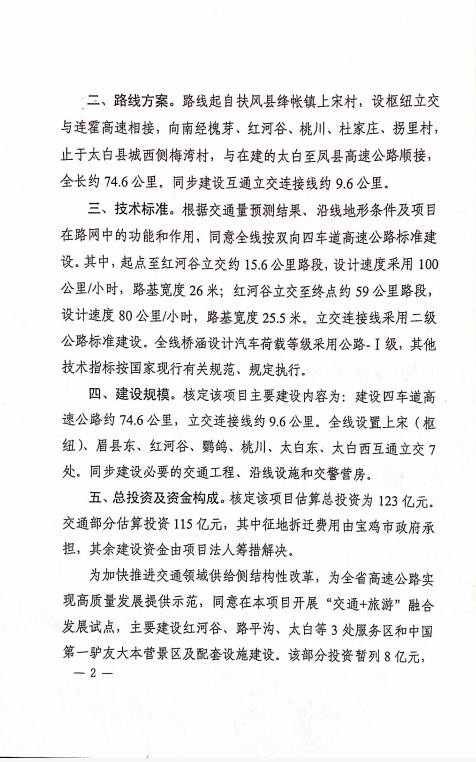 二、路线方案。路线起自扶风县绛帐镇上宋村，设枢纽立交
与连霍高速相接，向南经槐芽、红河谷、桃川、杜家庄、拐里村，
止于太白县城西侧梅湾村，与在建的太白至凤县高速公路顺接，
全长约 74.6 公里。同步建设互通立交连接线约 9.6 公里。
三、技术标准。根据交通量预测结果、沿线地形条件及项目
在路网中的功能和作用，同意全线按双向四车道高速公路标准建
设。其中，起点至红河谷立交约 15.6 公里路段，设计速度采用 100
公里/小时，路基宽度 26 米；红河谷立交至终点约 59 公里路段，
设计速度 80 公里/小时，路基宽度 25.5 米。立交连接线采用二级
公路标准建设。全线桥涵设计汽车荷载等级采用公路-Ⅰ级，其他
技术指标按国家现行有关规范、规定执行。
四、建设规模。核定该项目主要建设内容为：建设四车道高
速公路约 74.6 公里，立交连接线约 9.6 公里。全线设置上宋（枢
纽）、眉县东、红河谷、鹦鸽、桃川、太白东、太白西互通立交 7
处。同步建设必要的交通工程、沿线设施和交警营房。
五、总投资及资金构成。核定该项目估算总投资为 123 亿元。
交通部分估算投资 115 亿元，其中征地拆迁费用由宝鸡市政府承
担，其余建设资金由项目法人筹措解决。
为加快推进交通领域供给侧结构性改革，为全省高速公路实
现高质量发展提供示范，同意在本项目开展“交通+旅游”融合
发展试点，主要建设红河谷、路平沟、太白等 3 处服务区和中国
第一驴友大本营景区及配套设施建设。该部分投资暂列 8 亿元，
— 2 —